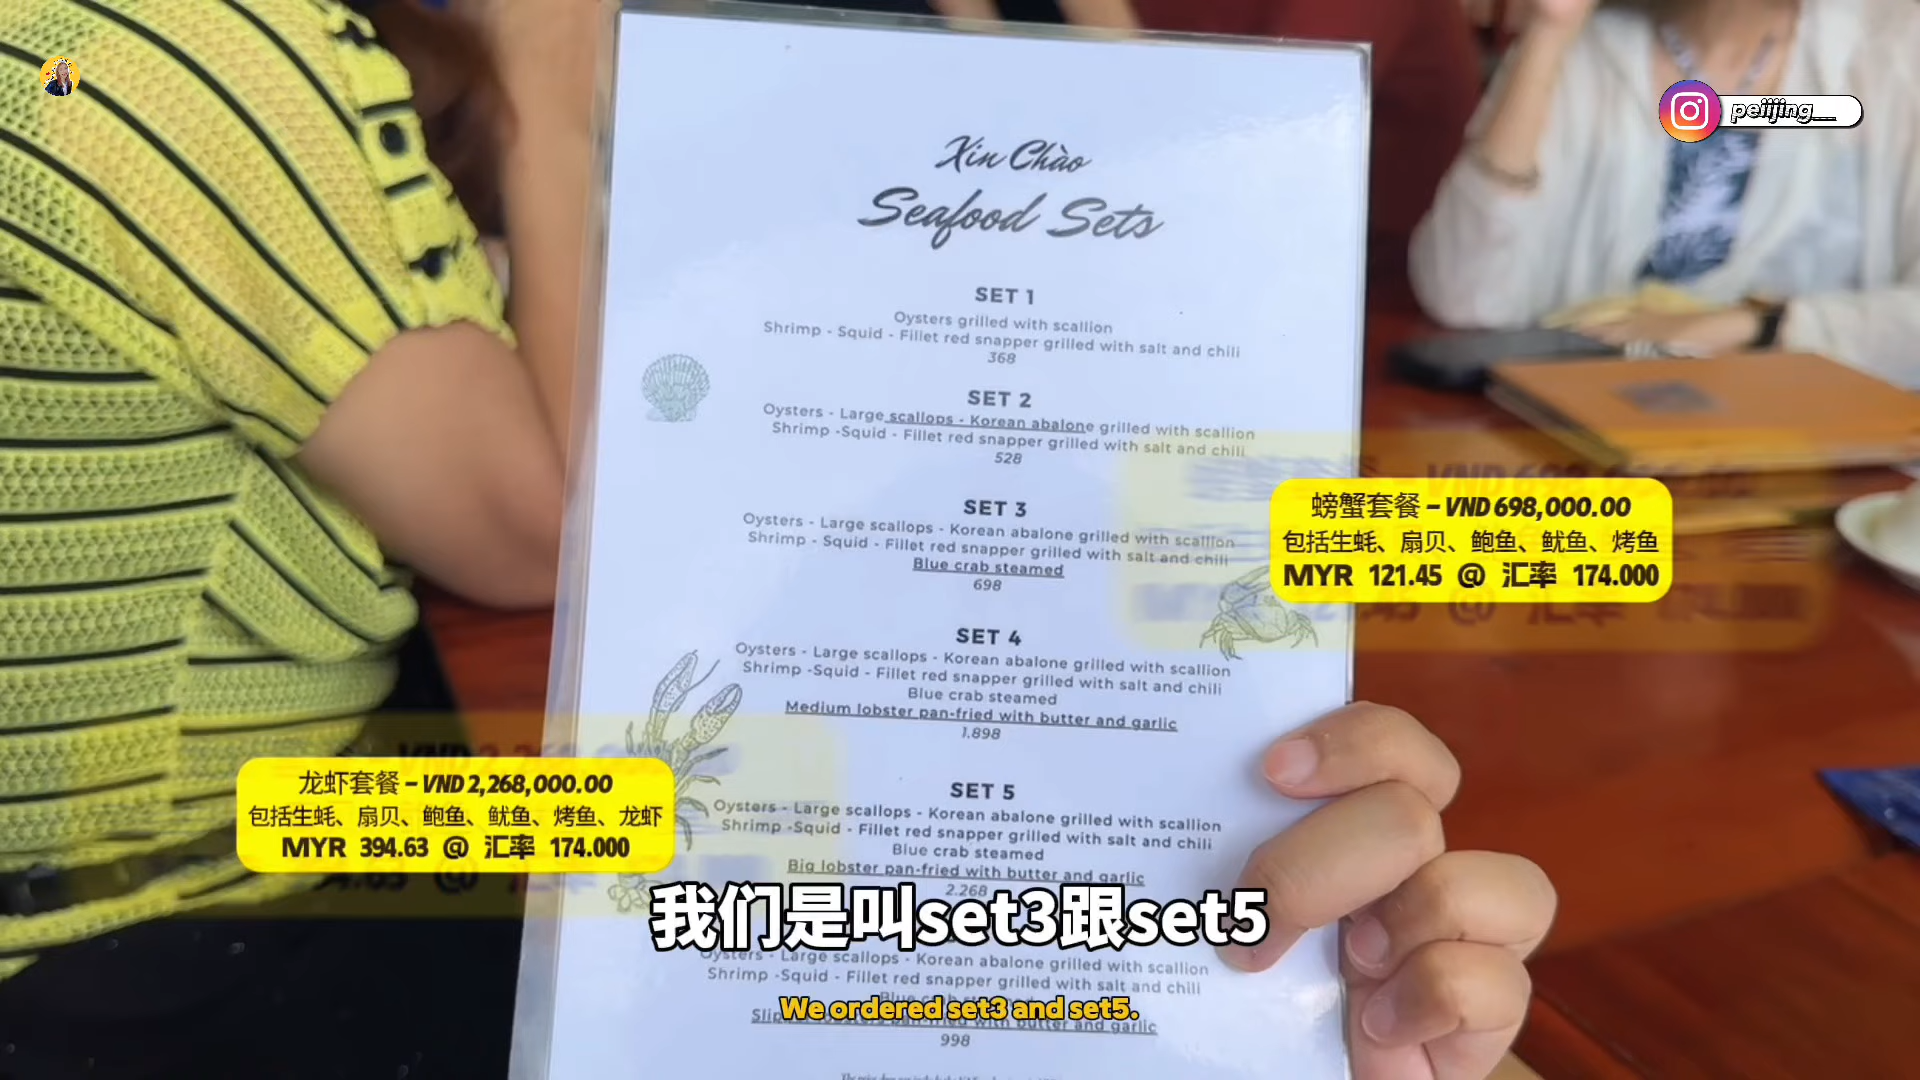 peiijing__
Xin Chào
Seafood Sets
SET 1
Oysters grilled with scallion
Shrimp - Squid - Fillet red snapper grilled with salt and chili
368
SET 2
Oysters - Large scallops - Korean abalone grilled with scallion
Shrimp -Squid - Fillet red snapper grilled with salt and chili
528
SET 3
Oysters - Large scallops - Korean abalone grilled with scallion
Shrimp - Squid - Fillet red snapper grilled with salt and chili
Blue crab steamed
698
螃蟹套餐 - VND 698,000.00
包括生蚝、扇贝、鲍鱼、鱿鱼、烤鱼
MYR 121.45 @ 汇率 174.000
SET 4
Oysters - Large scallops - Korean abalone grilled with scallion
Shrimp -Squid - Fillet red snapper grilled with salt and chili
Blue crab steamed
Medium lobster pan-fried with butter and garlic
1.898
龙虾套餐 - VND 2,268,000.00
包括生蚝、扇贝、鲍鱼、鱿鱼、烤鱼、龙虾
MYR 394.63 @ 汇率 174.000
SET 5
Oysters - Large scallops - Korean abalone grilled with scallion
Shrimp -Squid - Fillet red snapper grilled with salt and chili
Blue crab steamed
Big lobster pan-fried with butter and garlic
2.268
我们是叫set3跟set5
Oysters - Large scallops - Korean abalone grilled with scallion
Shrimp -Squid - Fillet red snapper grilled with salt and chili
We ordered set3 and set5.
with butter and garlic
998